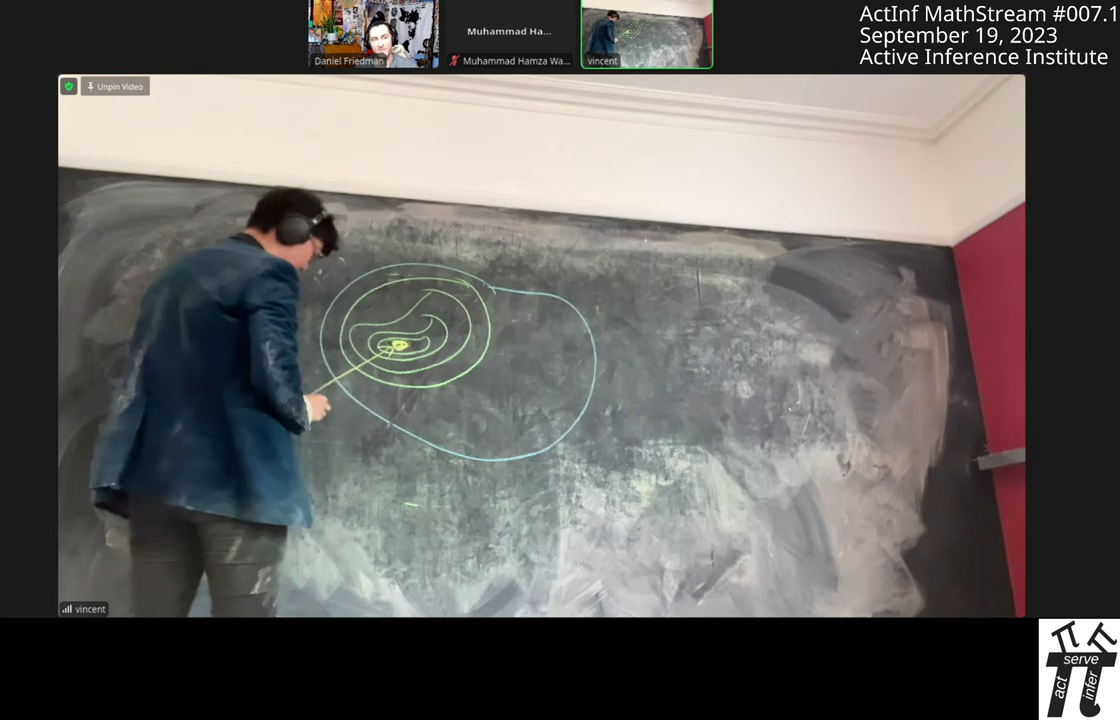 ActInf MathStream #007.1
September 19, 2023
Active Inference Institute
Daniel Friedman
Muhammad Ha...
Muhammad Hamza Wa...
vincent
Unpin Video
vincent
act
serve
infer